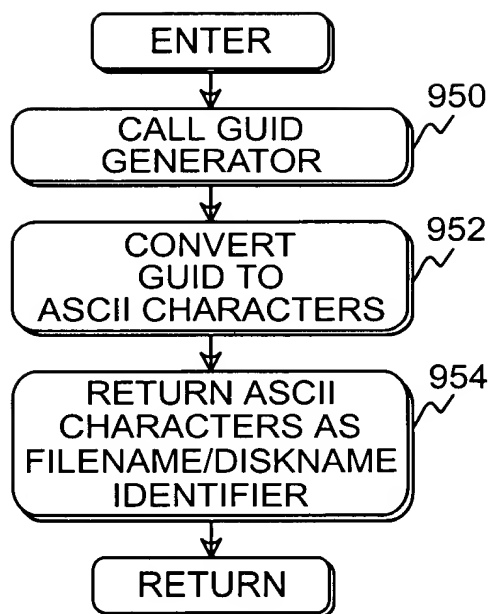 ENTER
950
CALL GUID
GENERATOR
952
CONVERT
GUID TO
ASCII CHARACTERS
954
RETURN ASCII
CHARACTERS AS
FILENAME/DISKNAME
IDENTIFIER
RETURN